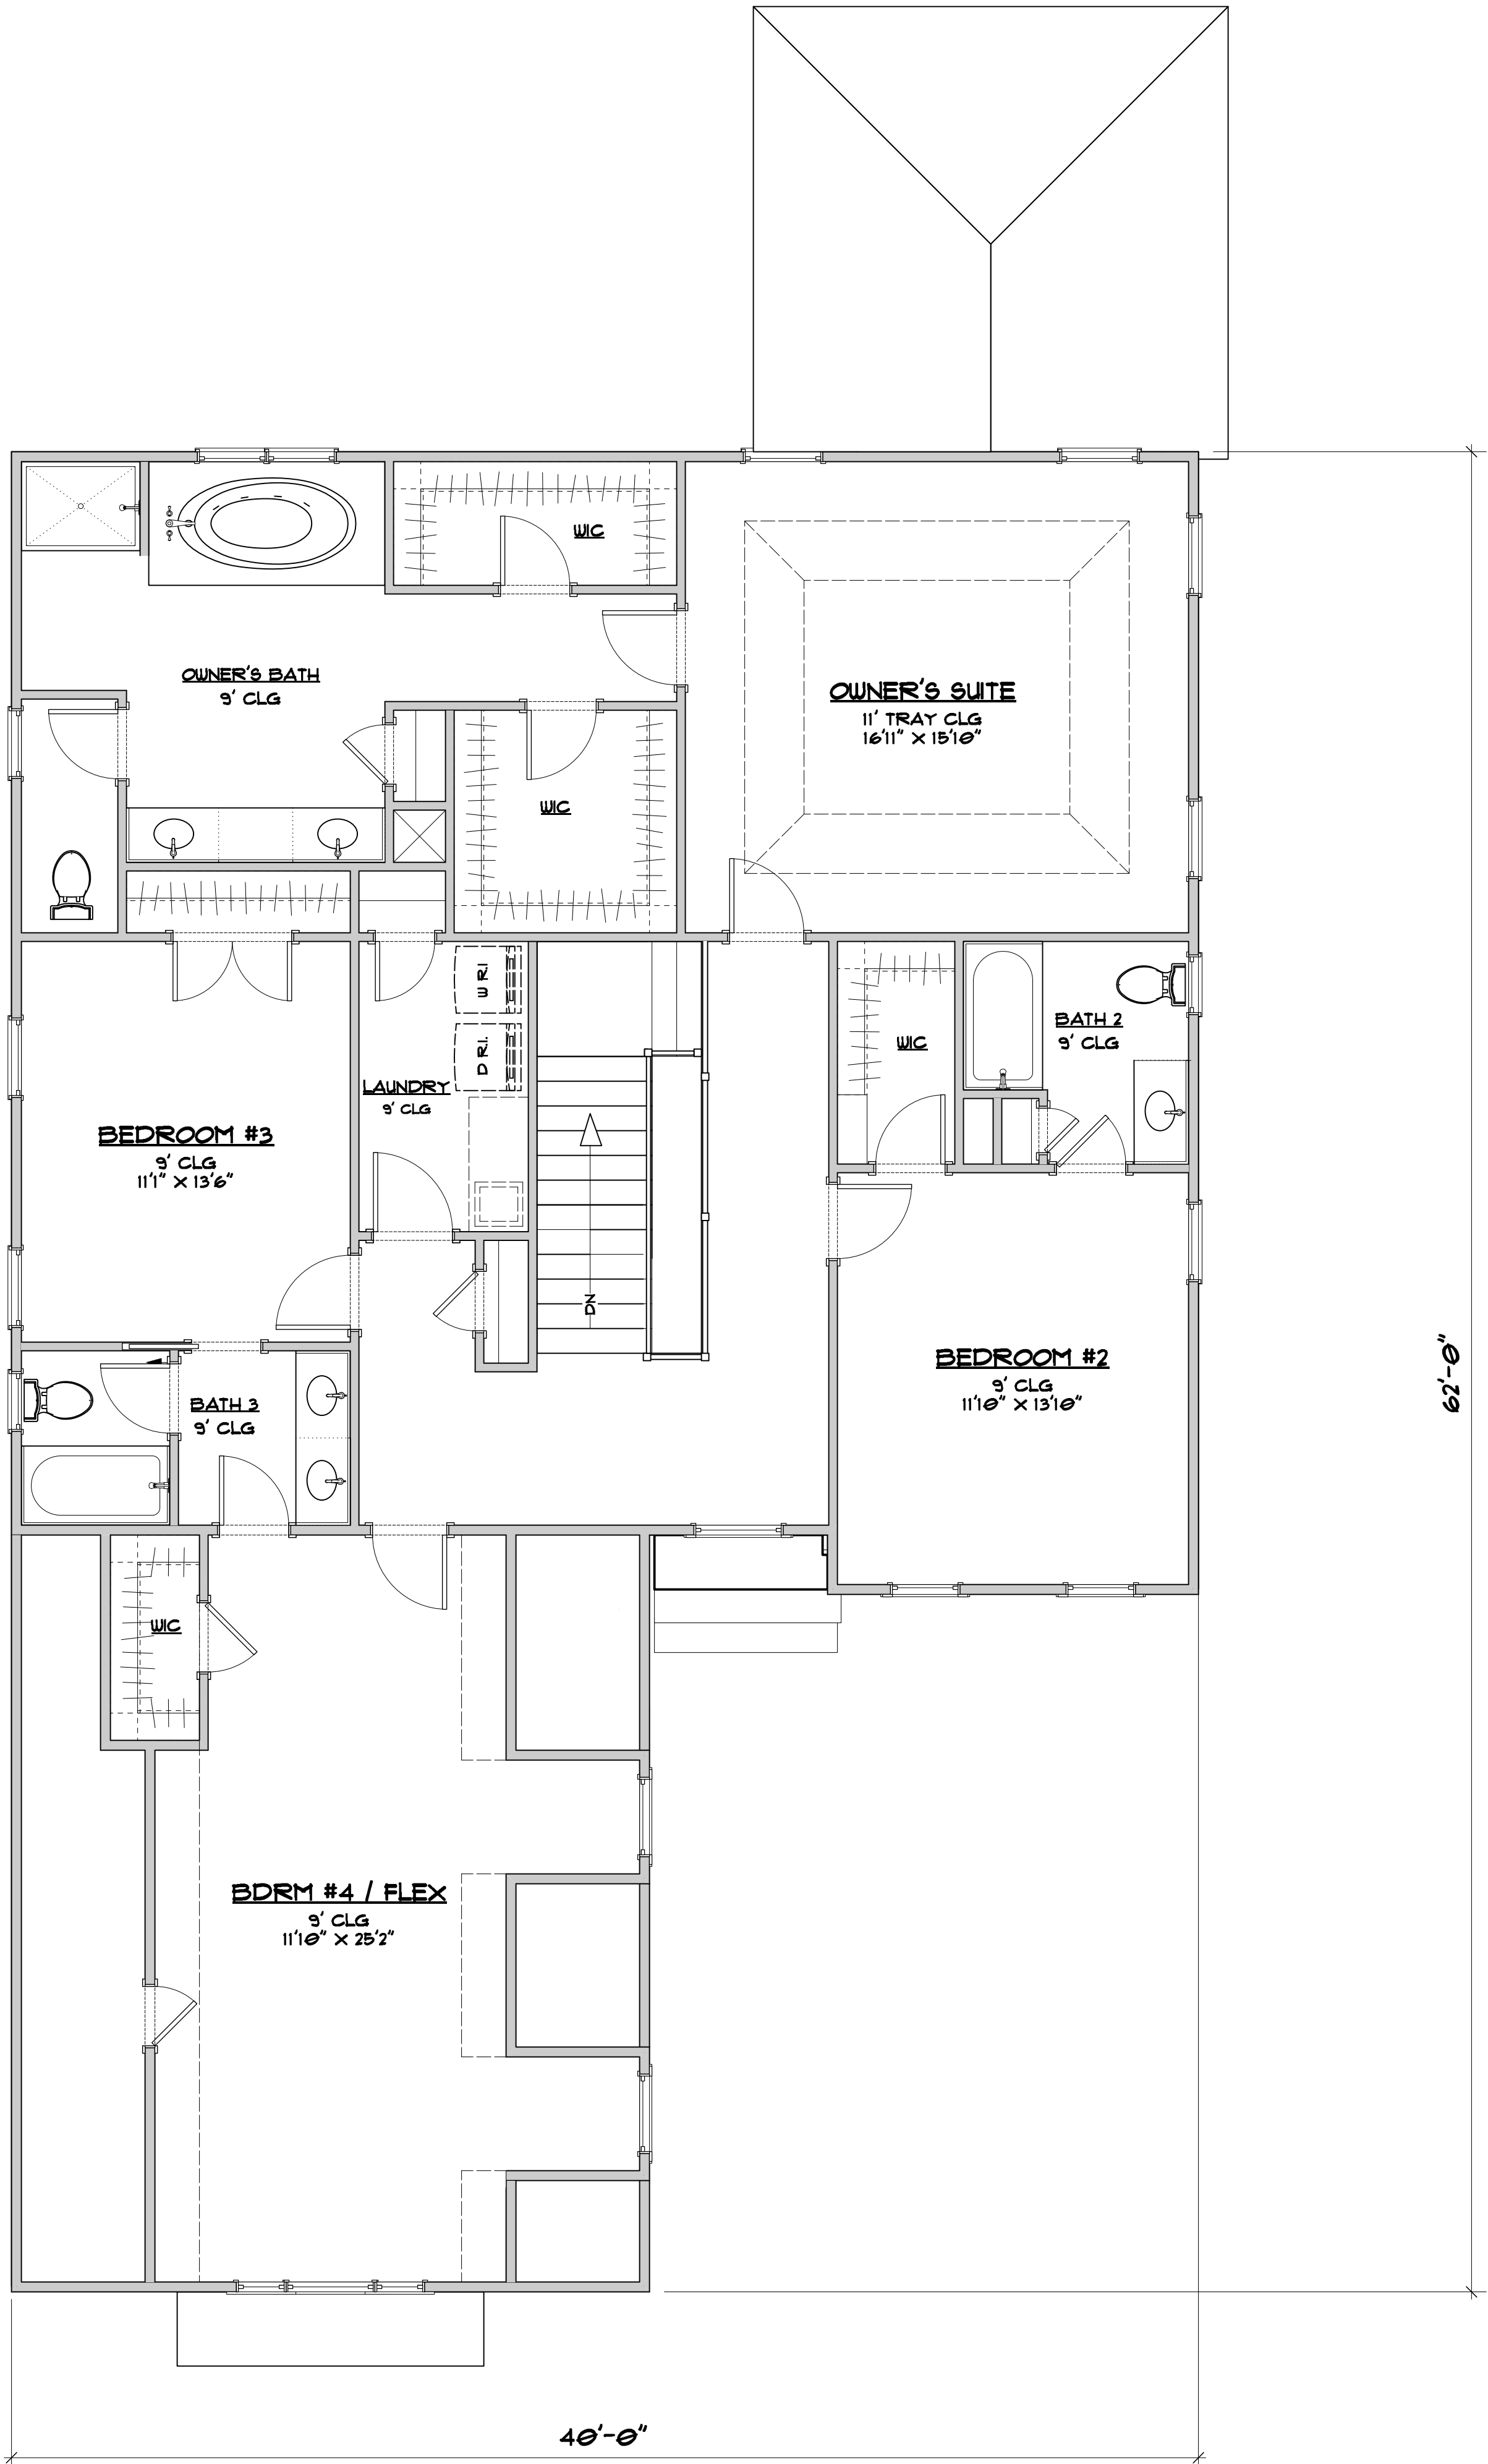 WIC
OWNER'S BATH
9' CLG
OWNER'S SUITE
11' TRAY CLG
16'11" X 15'10"
WIC
W R.I.
D R.I.
LAUNDRY
9' CLG
WIC
BATH 2
9' CLG
BEDROOM #3
9' CLG
11'1" X 13'6"
DN
BEDROOM #2
9' CLG
11'10" X 13'10"
62'-0"
BATH 3
9' CLG
WIC
BDRM #4 / FLEX
9' CLG
11'10" X 25'2"
40'-0"